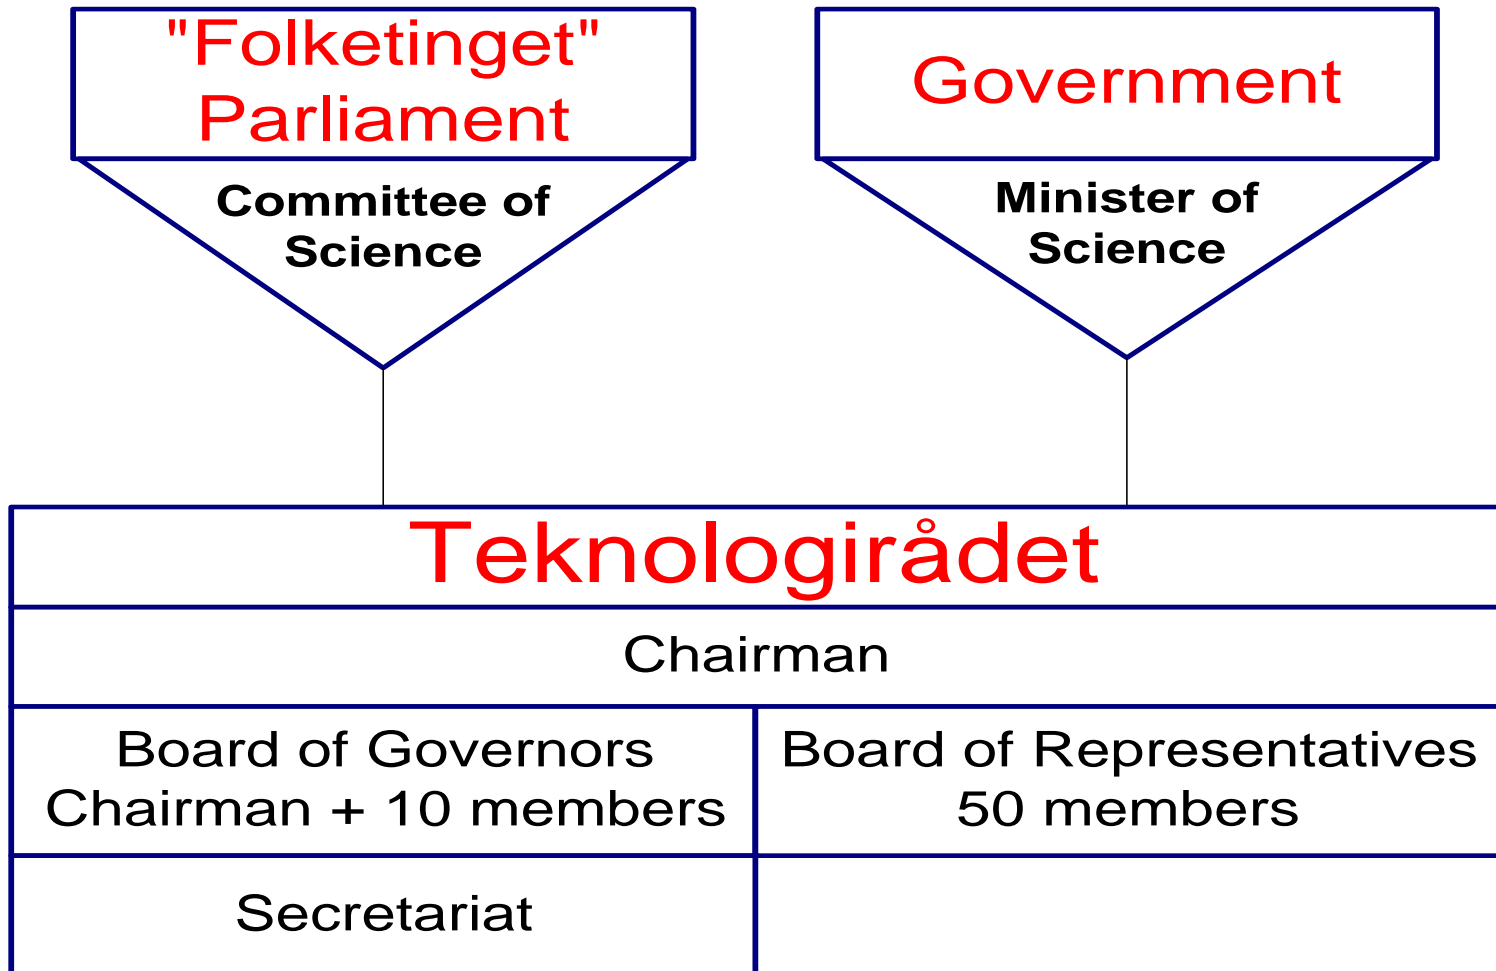 "Folketinget"
Parliament
Committee of
Science
Government
Minister of
Science
Teknologirådet
Chairman
Board of Governors
Chairman + 10 members
Board of Representatives
50 members
Secretariat